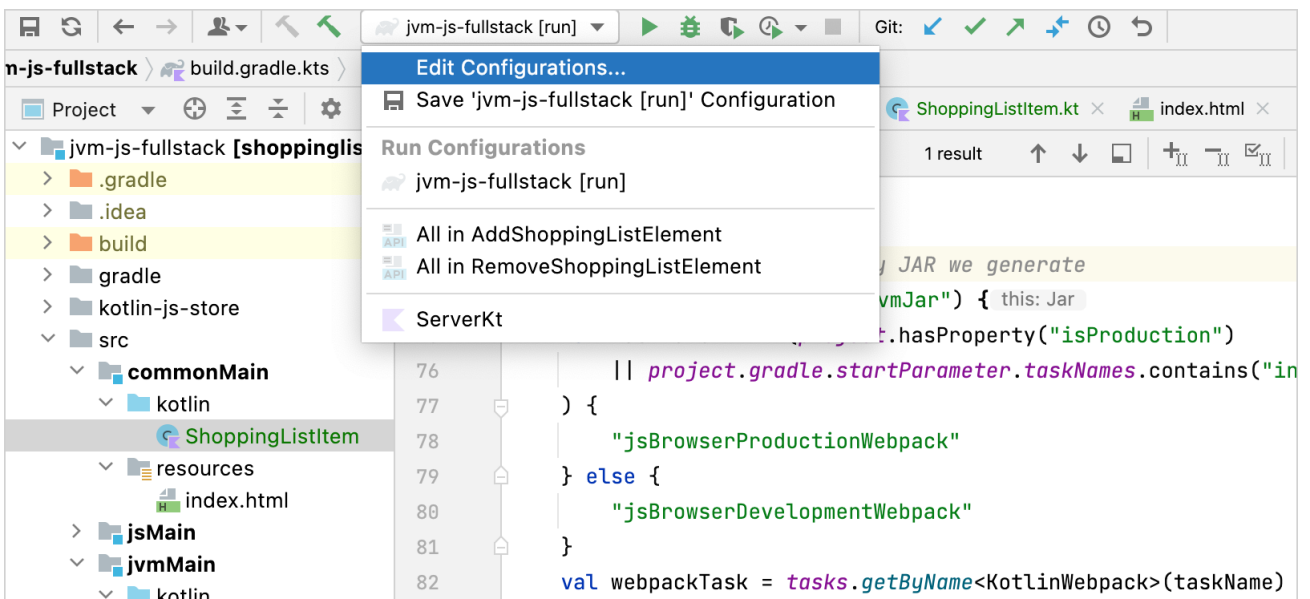 jvm-js-fullstack [run]
Git:
m-js-fullstack
build.gradle.kts
Edit Configurations...
Save 'jvm-js-fullstack [run]' Configuration
Run Configurations
jvm-js-fullstack [run]
All in AddShoppingListElement
API
All in RemoveShoppingListElement
API
ServerKt
Project
ShoppingListItem.kt
index.html
1 result
jvm-js-fullstack [shoppinglis
.gradle
.idea
build
gradle
kotlin-js-store
src
commonMain
kotlin
ShoppingListItem
resources
index.html
jsMain
jvmMain
kotlin
JAR we generate
vmJar") { this: Jar
.hasProperty("isProduction")
76 || project.gradle.startParameter.taskNames.contains("in
77 ) {
78 "jsBrowserProductionWebpack"
79 } else {
80 "jsBrowserDevelopmentWebpack"
81 }
82 val webpackTask = tasks.getByName<KotlinWebpack>(taskName)